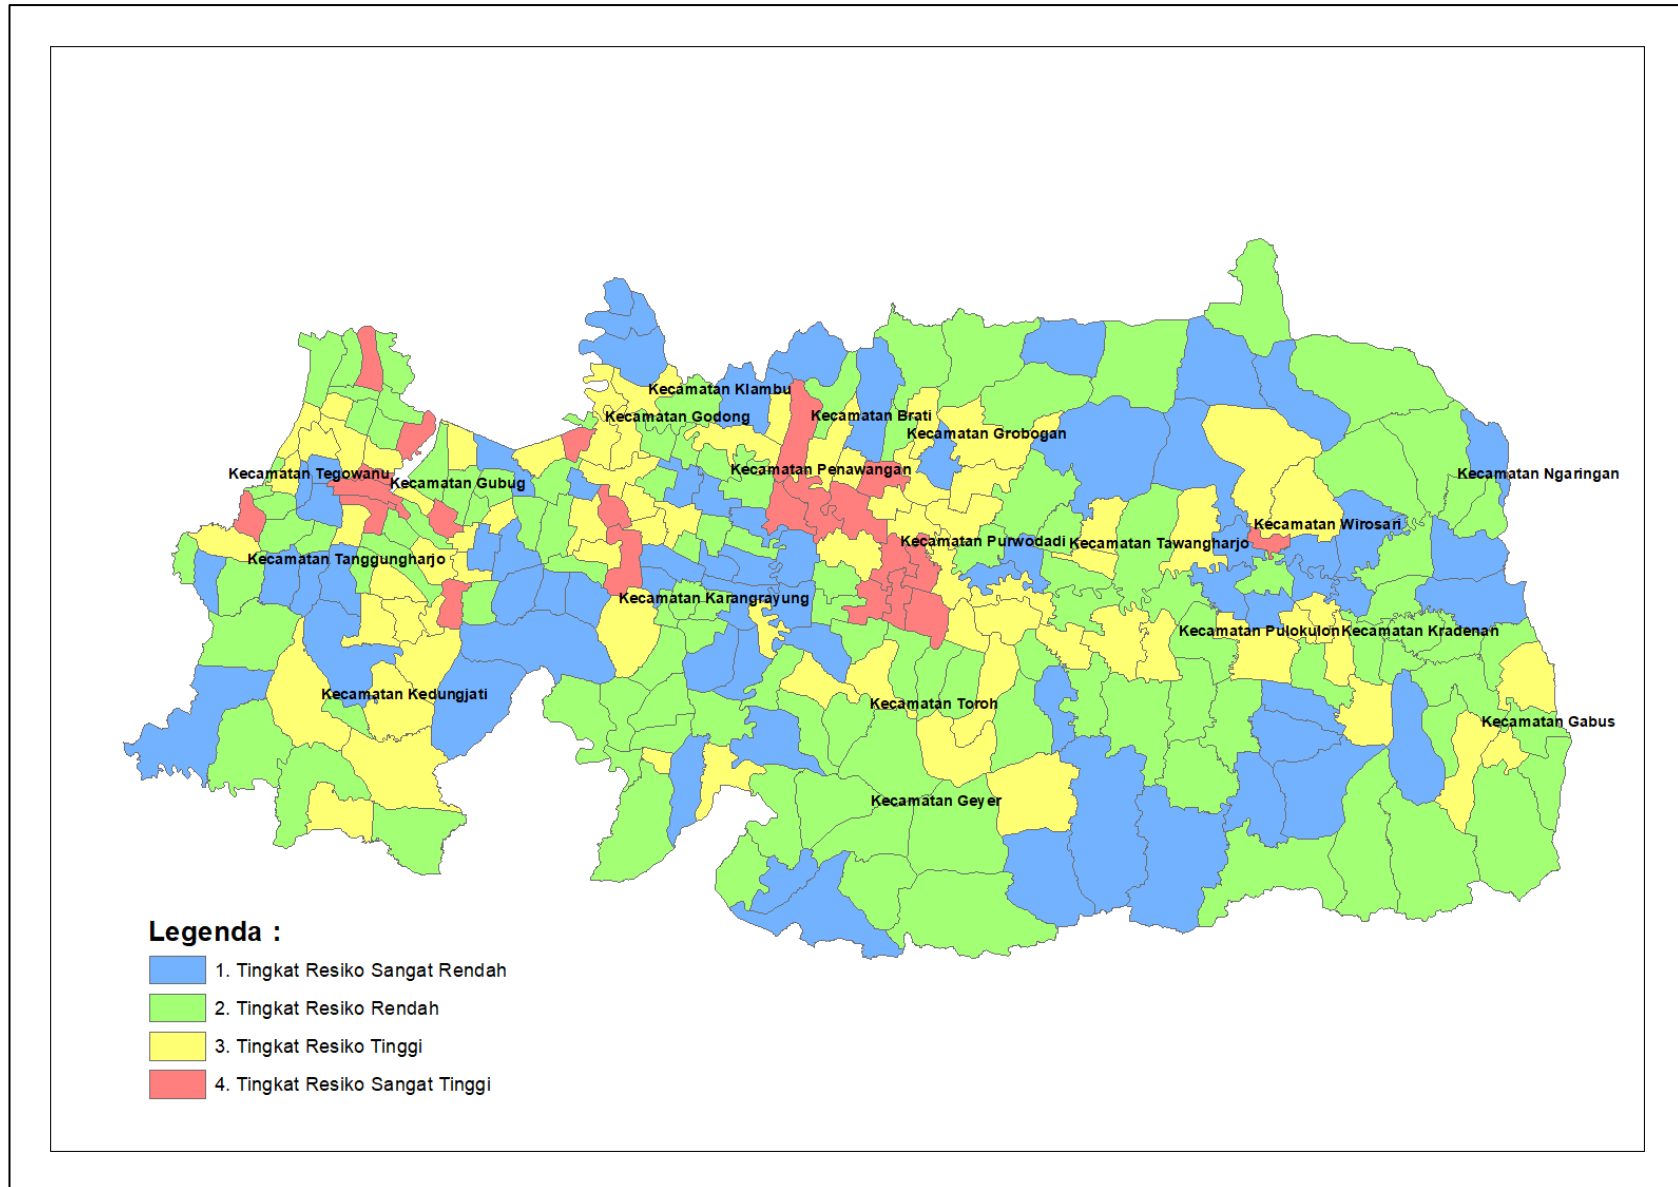 Kecamatan Klambu
Kecamatan Godong
Kecamatan Brati
Kecamatan Grobogan
Kecamatan Tegowanu
Kecamatan Gubug
Kecamatan Penawangan
Kecamatan Ngaringan
Kecamatan Wirosari
Kecamatan Purwodadi
Kecamatan Tawangharjo
Kecamatan Tanggungharjo
Kecamatan Karangrayung
Kecamatan Pulokulon
Kecamatan Kradenan
Kecamatan Kedungjati
Kecamatan Toroh
Kecamatan Gabus
Kecamatan Geyer
Legenda :
1. Tingkat Resiko Sangat Rendah
2. Tingkat Resiko Rendah
3. Tingkat Resiko Tinggi
4. Tingkat Resiko Sangat Tinggi